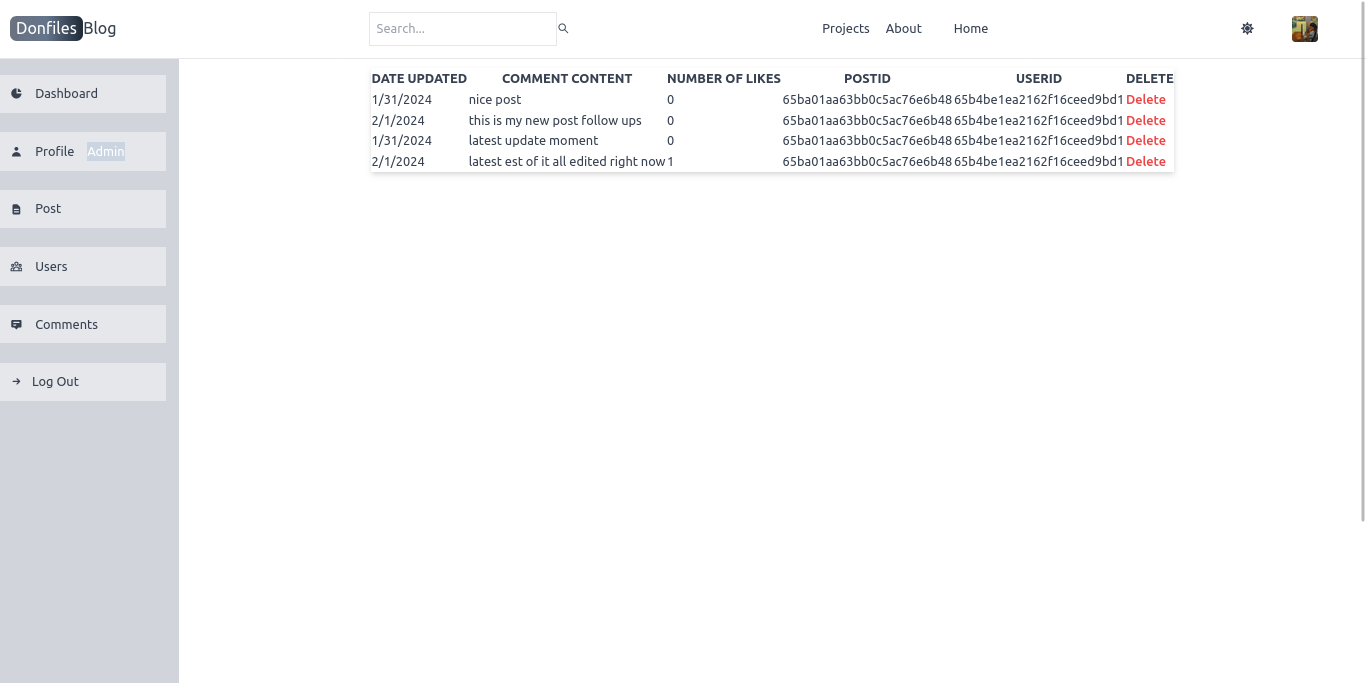 Donfiles Blog
Search...
Projects About Home
Dashboard
Profile Admin
Post
Users
Comments
Log Out
DATE UPDATED COMMENT CONTENT NUMBER OF LIKES POSTID USERID DELETE
1/31/2024 nice post 0 65ba01aa63bb0c5ac76e6b48 65b4be1ea2162f16ceed9bd1 Delete
2/1/2024 this is my new post follow ups 0 65ba01aa63bb0c5ac76e6b48 65b4be1ea2162f16ceed9bd1 Delete
1/31/2024 latest update moment 0 65ba01aa63bb0c5ac76e6b48 65b4be1ea2162f16ceed9bd1 Delete
2/1/2024 latest est of it all edited right now 1 65ba01aa63bb0c5ac76e6b48 65b4be1ea2162f16ceed9bd1 Delete